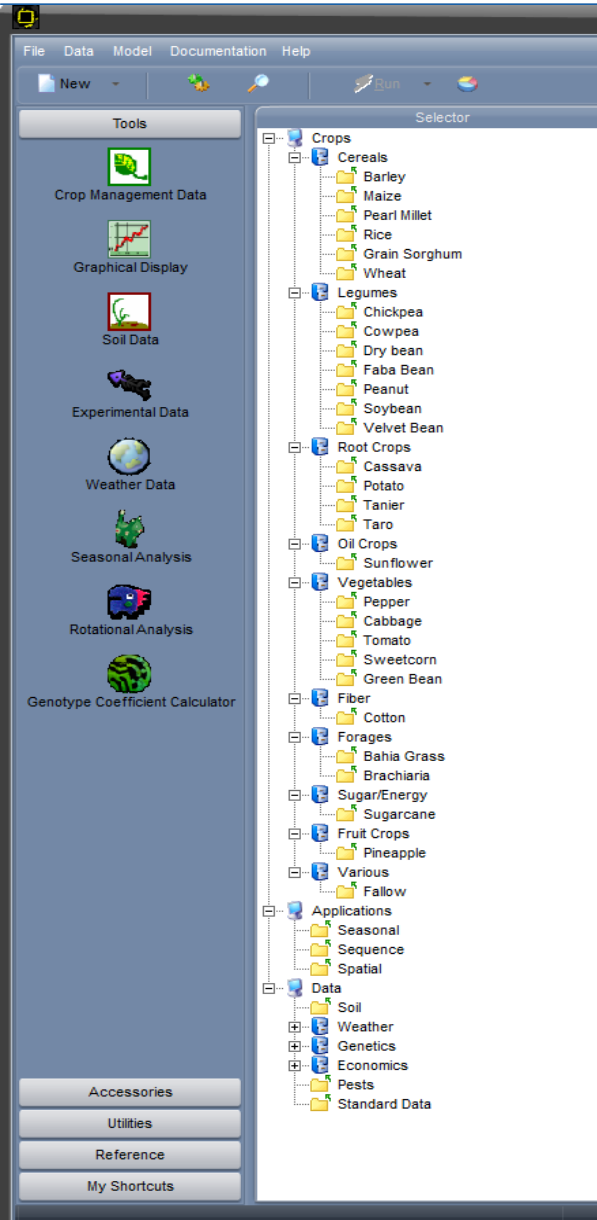 File Data Model Documentation Help
New Run
Tools
Crop Management Data
Graphical Display
Soil Data
Experimental Data
Weather Data
Seasonal Analysis
Rotational Analysis
Genotype Coefficient Calculator
Accessories
Utilities
Reference
My Shortcuts
Selector
Crops
Cereals
Barley
Maize
Pearl Millet
Rice
Grain Sorghum
Wheat
Legumes
Chickpea
Cowpea
Dry bean
Faba Bean
Peanut
Soybean
Velvet Bean
Root Crops
Cassava
Potato
Tanier
Taro
Oil Crops
Sunflower
Vegetables
Pepper
Cabbage
Tomato
Sweetcorn
Green Bean
Fiber
Cotton
Forages
Bahia Grass
Brachiaria
Sugar/Energy
Sugarcane
Fruit Crops
Pineapple
Various
Fallow
Applications
Seasonal
Sequence
Spatial
Data
Soil
Weather
Genetics
Economics
Pests
Standard Data